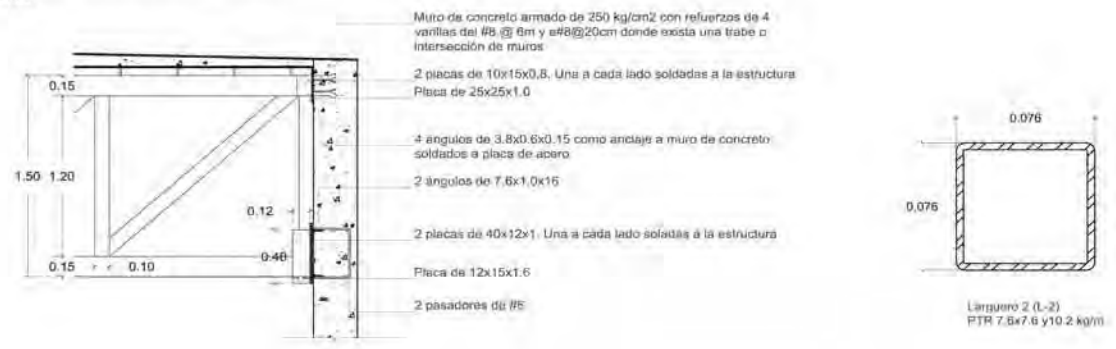 Muro de concreto armado de 250 kg/cm2 con refuerzos de 4
varillas del #8 @ 6m y e#8@20cm donde exista una trabe o
intersección de muros
2 placas de 10x15x0.8. Una a cada lado soldadas a la estructura
Placa de 25x25x1.0
4 angulos de 3.8x0.6x0.15 como anclaje a muro de concreto
soldados a placa de acero
2 ángulos de 7.6x1.0x16
2 placas de 40x12x1. Una a cada lado soladas a la estructura
Placa de 12x15x1.6
2 pasadores de #6
0.15
1.50
1.20
0.12
0.40
0.15
0.10
0.076
0.076
Larguero 2 (L-2)
PTR 7.6x7.6 y10.2 kg/m